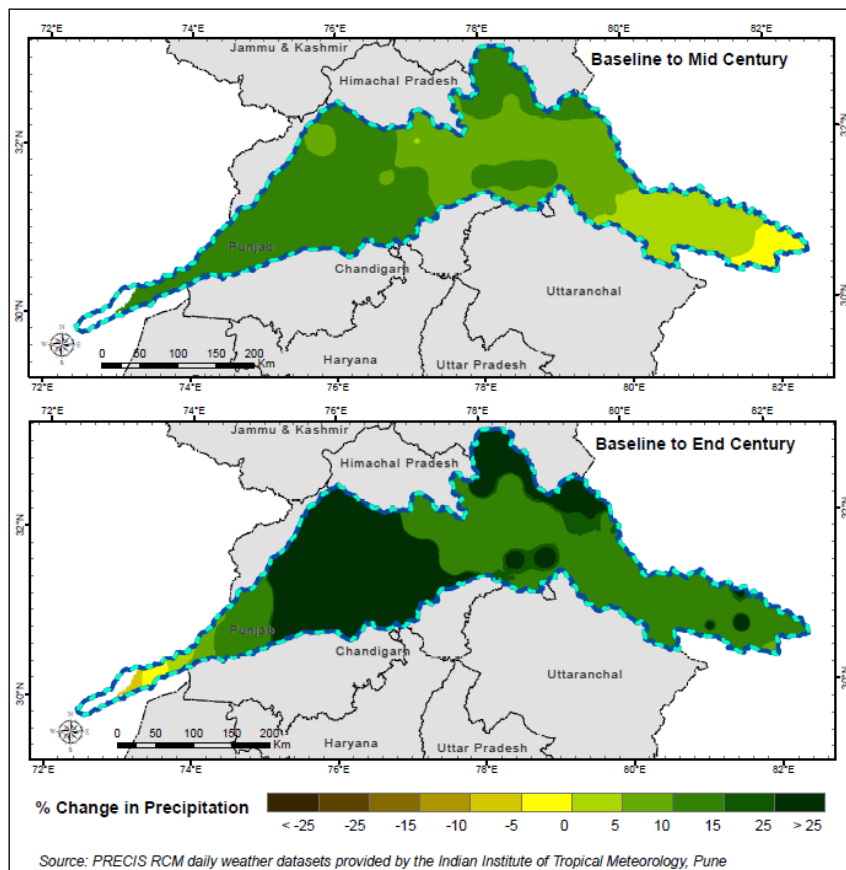 72°E 74°E 76°E 78°E 80°E 82°E
Jammu & Kashmir
Baseline to Mid Century
Himachal Pradesh
32°N 32°N
Punjab
Chandigarh
Uttaranchal
30°N 30°N
N
W E
S
0 50 100 150 200
Km
Haryana
Uttar Pradesh
72°E 74°E 76°E 78°E 80°E 82°E
72°E 74°E 76°E 78°E 80°E 82°E
Jammu & Kashmir
Baseline to End Century
Himachal Pradesh
32°N 32°N
Punjab
Chandigarh
Uttaranchal
30°N 30°N
N
W E
S
0 50 100 150 200
Km
Haryana
Uttar Pradesh
72°E 74°E 76°E 78°E 80°E 82°E
% Change in Precipitation
< -25 -25 -15 -10 -5 0 5 10 15 25 > 25
Source: PRECIS RCM daily weather datasets provided by the Indian Institute of Tropical Meteorology, Pune